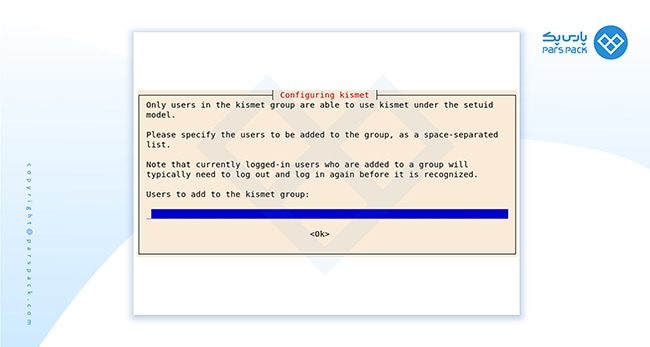 پارس پک
PARS PACK
Configuring kismet
Only users in the kismet group are able to use kismet under the setuid
model.
Please specify the users to be added to the group, as a space-separated
list.
Note that currently logged-in users who are added to a group will
typically need to log out and log in again before it is recognized.
Users to add to the kismet group:
<Ok>
copyright@parspack.com